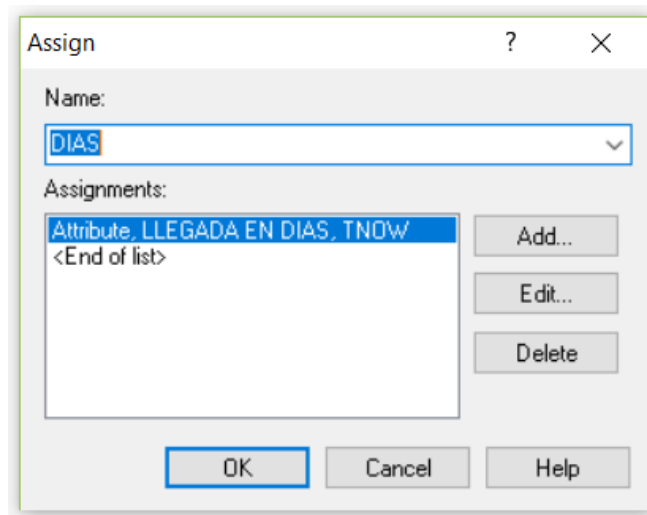 Assign ?
Name:
DIAS
Assignments:
Attribute, LLEGADA EN DIAS, TNOW
<End of list>
Add...
Edit...
Delete
OK Cancel Help